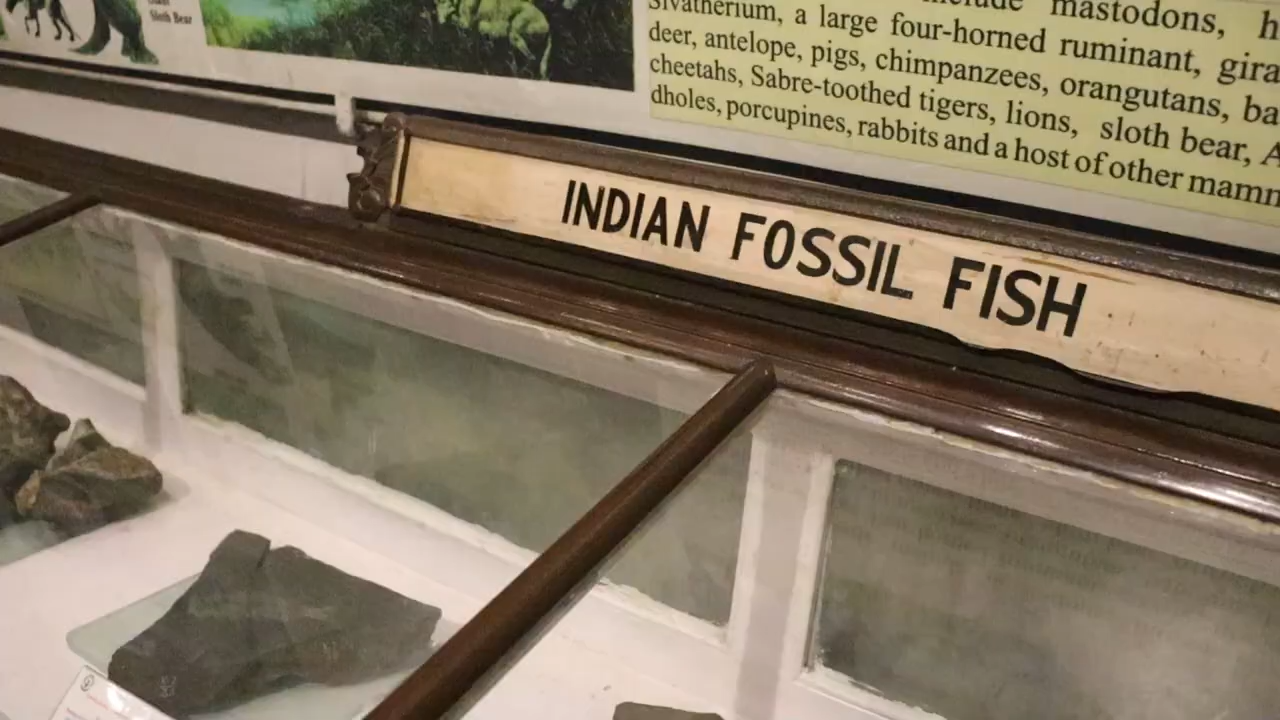 Sloth Bear
mastodons,
Sivatherium, a large four-horned ruminant,
deer, antelope, pigs, chimpanzees, orangutans,
cheetahs, Sabre-toothed tigers, lions, sloth bear,
dholes, porcupines, rabbits and a host of other
INDIAN FOSSIL FISH